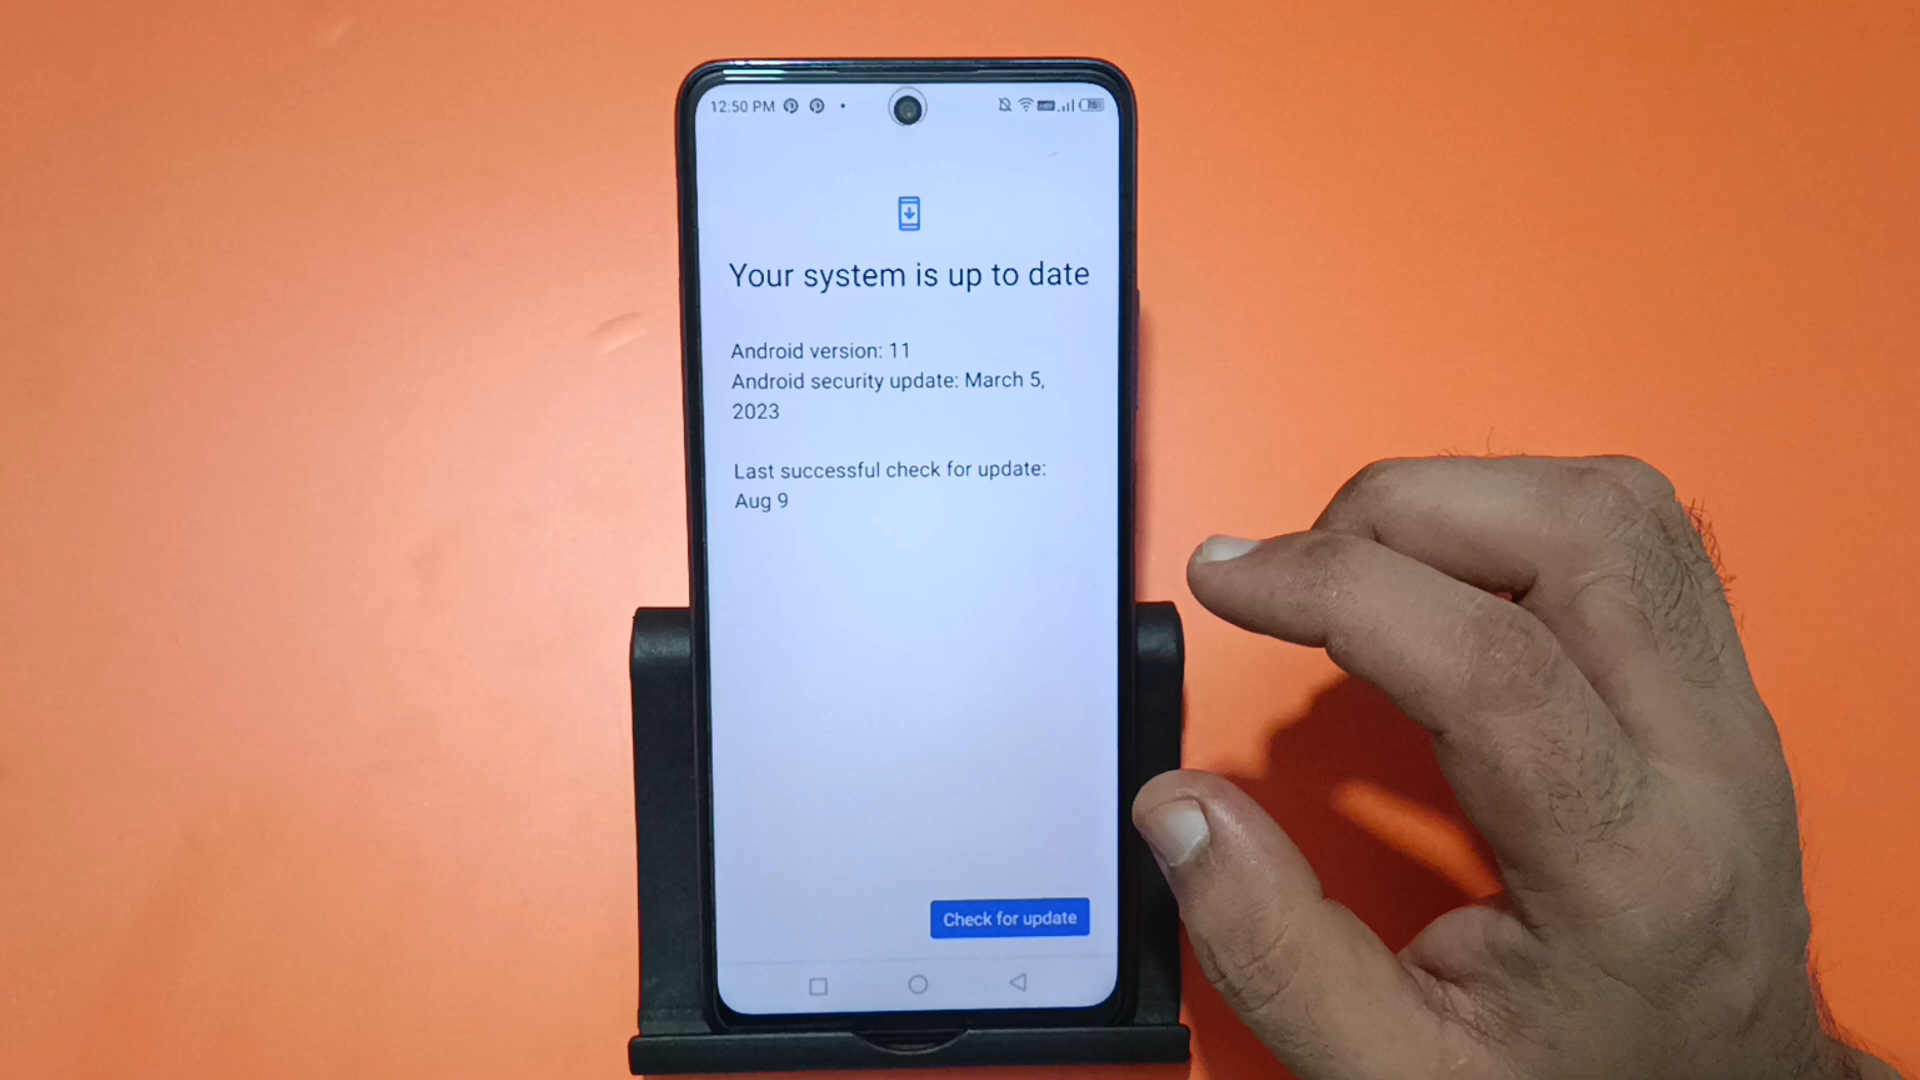 12:50 PM
Your system is up to date
Android version: 11
Android security update: March 5,
2023
Last successful check for update:
Aug 9
Check for update